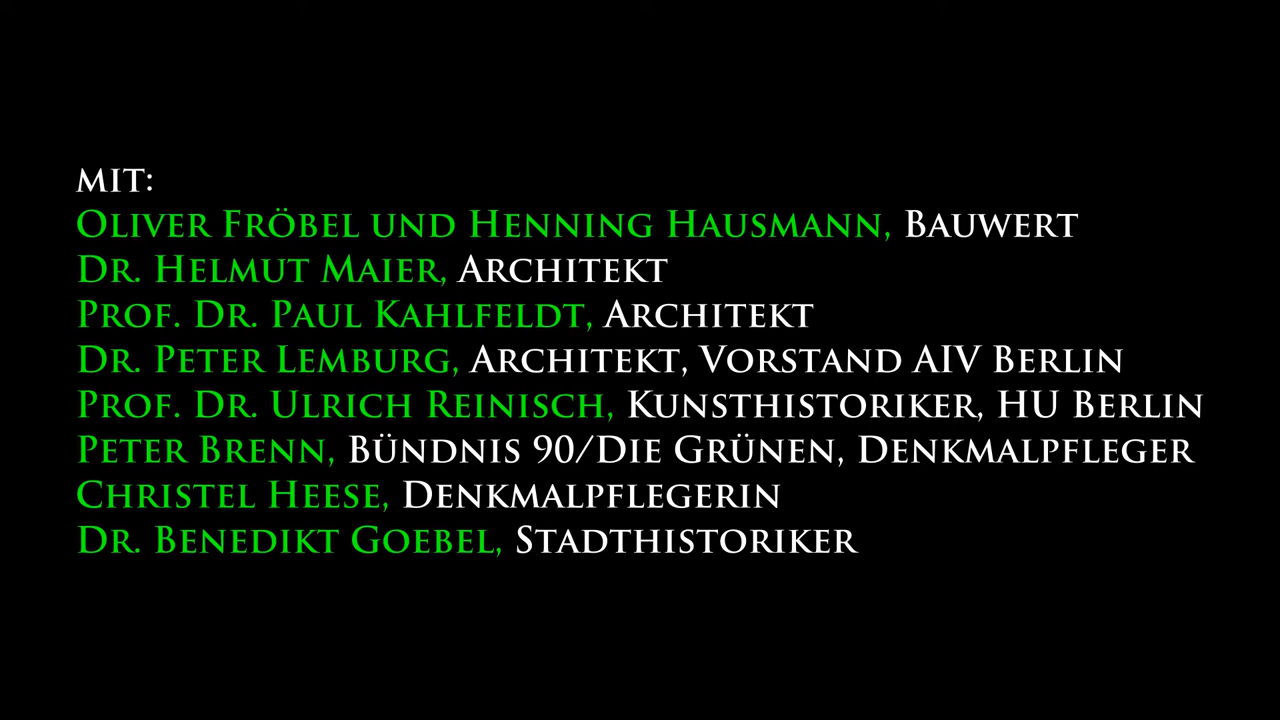 MIT:
Oliver Fröbel und Henning Hausmann, Bauwert
Dr. Helmut Maier, Architekt
Prof. Dr. Paul Kahlfeldt, Architekt
Dr. Peter Lemburg, Architekt, Vorstand AIV Berlin
Prof. Dr. Ulrich Reinisch, Kunsthistoriker, HU Berlin
Peter Brenn, Bündnis 90/Die Grünen, Denkmalpfleger
Christel Heese, Denkmalpflegerin
Dr. Benedikt Goebel, Stadthistoriker